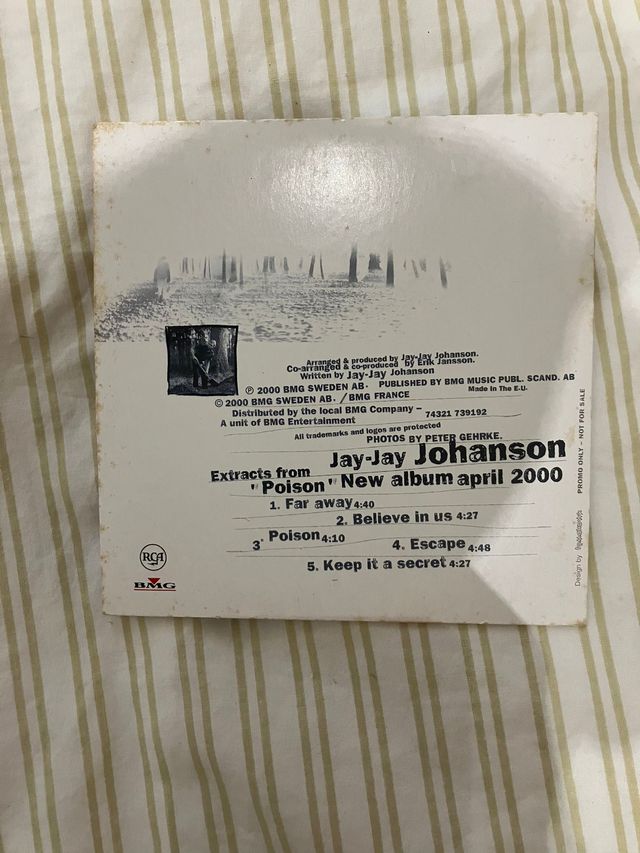 Arranged & produced by Jay-Jay Johanson.
Co-arranged & co-produced by Erik Jansson.
Written by Jay-Jay Johanson
℗ 2000 BMG SWEDEN AB. PUBLISHED BY BMG MUSIC PUBL. SCAND. AB
© 2000 BMG SWEDEN AB. / BMG FRANCE Made In The E.U.
Distributed by the local BMG Company - 74321 739192
A unit of BMG Entertainment
All trademarks and logos are protected
PHOTOS BY PETER GEHRKE.
Jay-Jay Johanson
Extracts from
"Poison" New album april 2000
1. Far away 4:40
2. Believe in us 4:27
3. Poison 4:10 4. Escape 4:48
5. Keep it a secret 4:27
RCA
BMG
PROMO ONLY - NOT FOR SALE
Design by